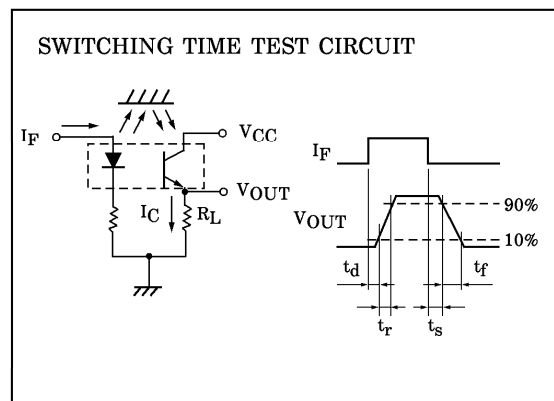 SWITCHING TIME TEST CIRCUIT
IF
VCC
VOUT
IC
RL
IF
VOUT
90%
10%
td
tf
tr
ts